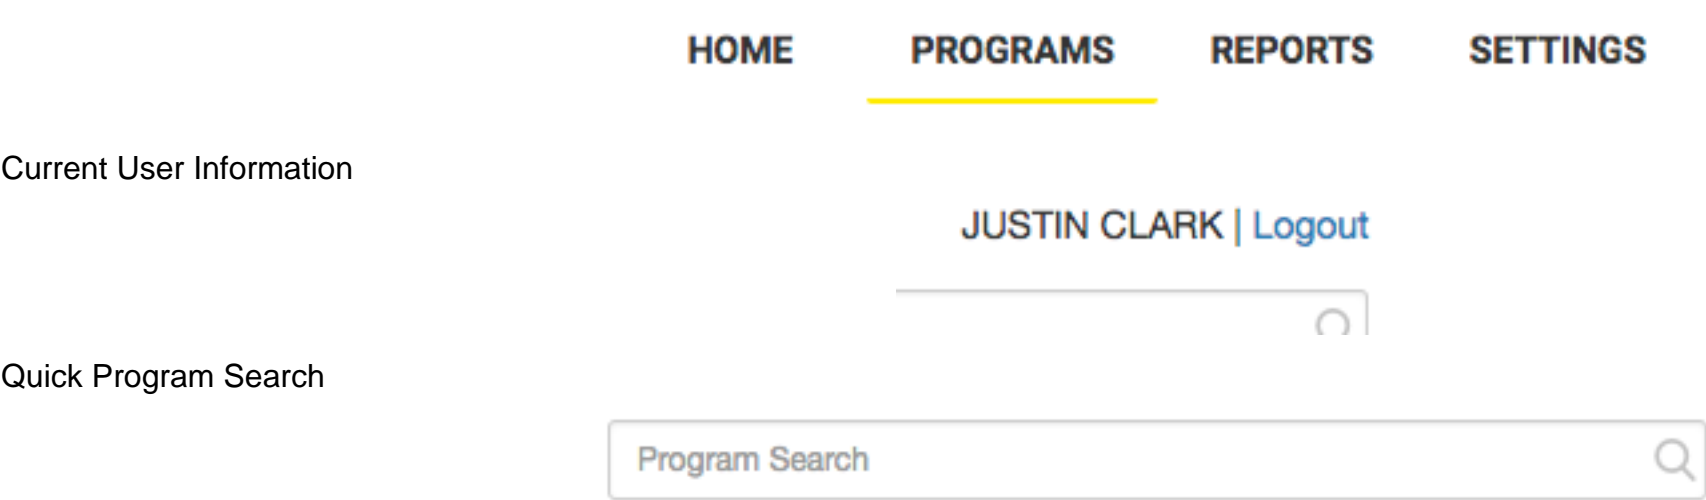 HOME PROGRAMS REPORTS SETTINGS
Current User Information
JUSTIN CLARK | Logout
Quick Program Search
Program Search